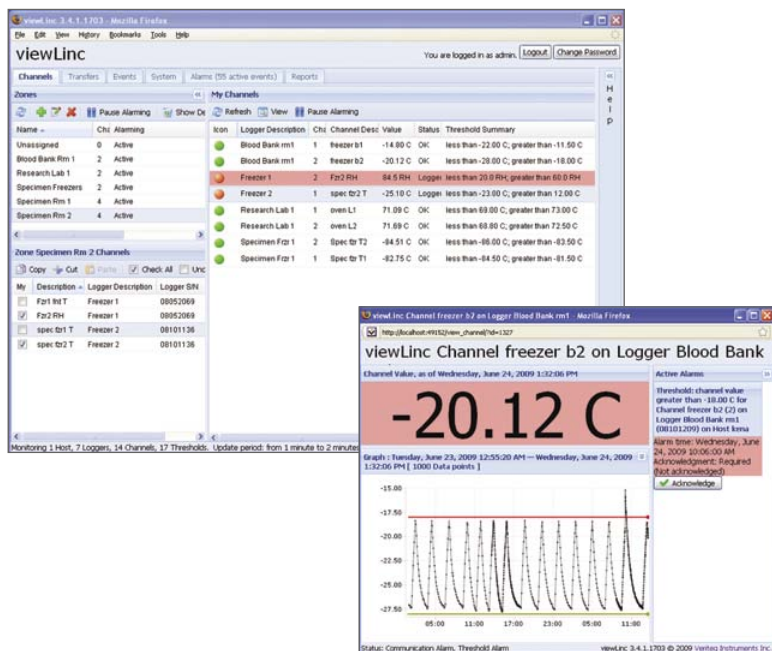 viewLinc 3.4.1.1703 - Mozilla Firefox
File Edit View History Bookmarks Tools Help
viewLinc
You are logged in as admin. Logout Change Password
Channels Transfers Events System Alarms (55 active events) Reports
Help
Zones
Pause Alarming Show De
Name Cha Alarming
Unassigned 0 Active
Blood Bank Rm 1 2 Active
Research Lab 1 2 Active
Specimen Freezers 2 Active
Specimen Rm 1 4 Active
Specimen Rm 2 4 Active
Zone Specimen Rm 2 Channels
Copy Cut Paste Check All Unc
My Description Logger Description Logger S/N
Fzr1 fnt T Freezer 1 08052069
Fzr2 RH Freezer 1 08052069
spec fzr1 T Freezer 2 08101136
spec fzr2 T Freezer 2 08101136
My Channels
Refresh View Pause Alarming
Icon Logger Description Cha Channel Desc Value Status Threshold Summary
Blood Bank rm1 1 freezer b1 -14.80 C OK less than -22.00 C; greater than -11.50 C
Blood Bank rm1 2 freezer b2 -20.12 C OK less than -28.00 C; greater than -18.00 C
Freezer 1 2 Fzr2 RH 84.5 RH Logger less than 20.0 RH; greater than 60.0 RH
Freezer 2 1 spec fzr2 T -25.10 C Logger less than -23.00 C; greater than 12.00 C
Research Lab 1 1 oven L1 71.09 C OK less than 69.00 C; greater than 73.00 C
Research Lab 1 2 oven L2 71.69 C OK less than 68.80 C; greater than 72.50 C
Specimen Frzr 1 2 Spec fzr T2 -84.51 C OK less than -86.00 C; greater than -83.50 C
Specimen Frzr 1 1 Spec fzr T1 -82.75 C OK less than -84.50 C; greater than -81.50 C
Monitoring 1 Host, 7 Loggers, 14 Channels, 17 Thresholds. Update period: from 1 minute to 2 minutes
viewLinc Channel freezer b2 on Logger Blood Bank rm1 - Mozilla Firefox
http://localhost:49152/view_channel/?id=1327
viewLinc Channel freezer b2 on Logger Blood Bank
Channel Value, as of Wednesday, June 24, 2009 1:32:06 PM
-20.12 C
Graph : Tuesday, June 23, 2009 12:55:20 AM — Wednesday, June 24, 2009
1:32:06 PM [ 1000 Data points ]
-15.00
-17.50
-20.00
-22.50
-25.00
-27.50
05:00 11:00 17:00 23:00 05:00 11:00
Active Alarms
Threshold: channel value
greater than -18.00 C for
Channel freezer b2 (2) on
Logger Blood Bank rm1
(08101209) on Host kma
Alarm time: Wednesday, June
24, 2009 10:06:00 AM
Acknowledgment: Required
(Not acknowledged)
Acknowledge
Status: Communication Alarm, Threshold Alarm
viewLinc 3.4.1.1703 © 2009 Veriteq Instruments Inc.